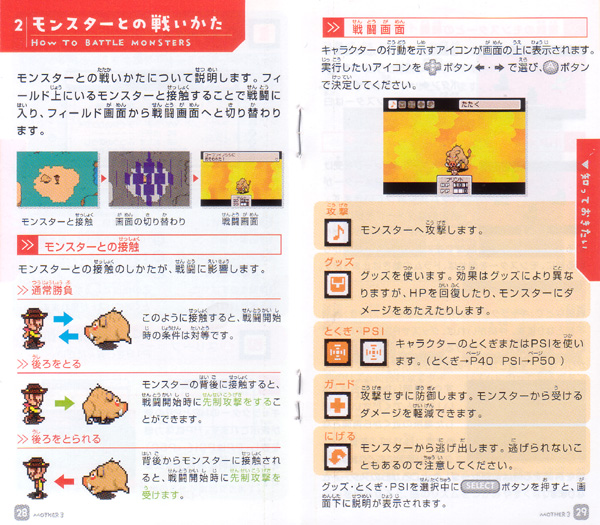 2 モンスターとの戦いかた
HOW TO BATTLE MONSTERS
モンスターとの戦いかたについて説明します。フィ
ールド上にいるモンスターと接触することで戦闘に
入り、フィールド画面から戦闘画面へと切り替わり
ます。
モンスターと接触
画面の切り替わり
戦闘画面
モンスターとの接触
モンスターとの接触のしかたが、戦闘に影響します。
通常勝負
このように接触すると、戦闘開始
時の条件は対等です。
後ろをとる
モンスターの背後に接触すると、
戦闘開始時に先制攻撃をするこ
とができます。
後ろをとられる
背後からモンスターに接触され
ると、戦闘開始時に先制攻撃を
受けます。
28 MOTHER 3
戦闘画面
キャラクターの行動を示すアイコンが画面の上に表示されます。
実行したいアイコンを ボタン←・→で選び、Aボタン
で決定してください。
たたく
攻撃
モンスターへ攻撃します。
グッズ
グッズを使います。効果はグッズにより異な
りますが、HPを回復したり、モンスターにダ
メージをあたえたりします。
とくぎ・PSI
キャラクターのとくぎまたはPSIを使い
ます。(とくぎ→P40 PSI→P50 )
ガード
攻撃せずに防御します。モンスターから受ける
ダメージを軽減できます。
にげる
モンスターから逃げ出します。逃げられないこ
ともあるので注意してください。
グッズ・とくぎ・PSIを選択中に SELECT ボタンを押すと、画
面下に説明が表示されます。
▼知っておきたい
MOTHER 3 29